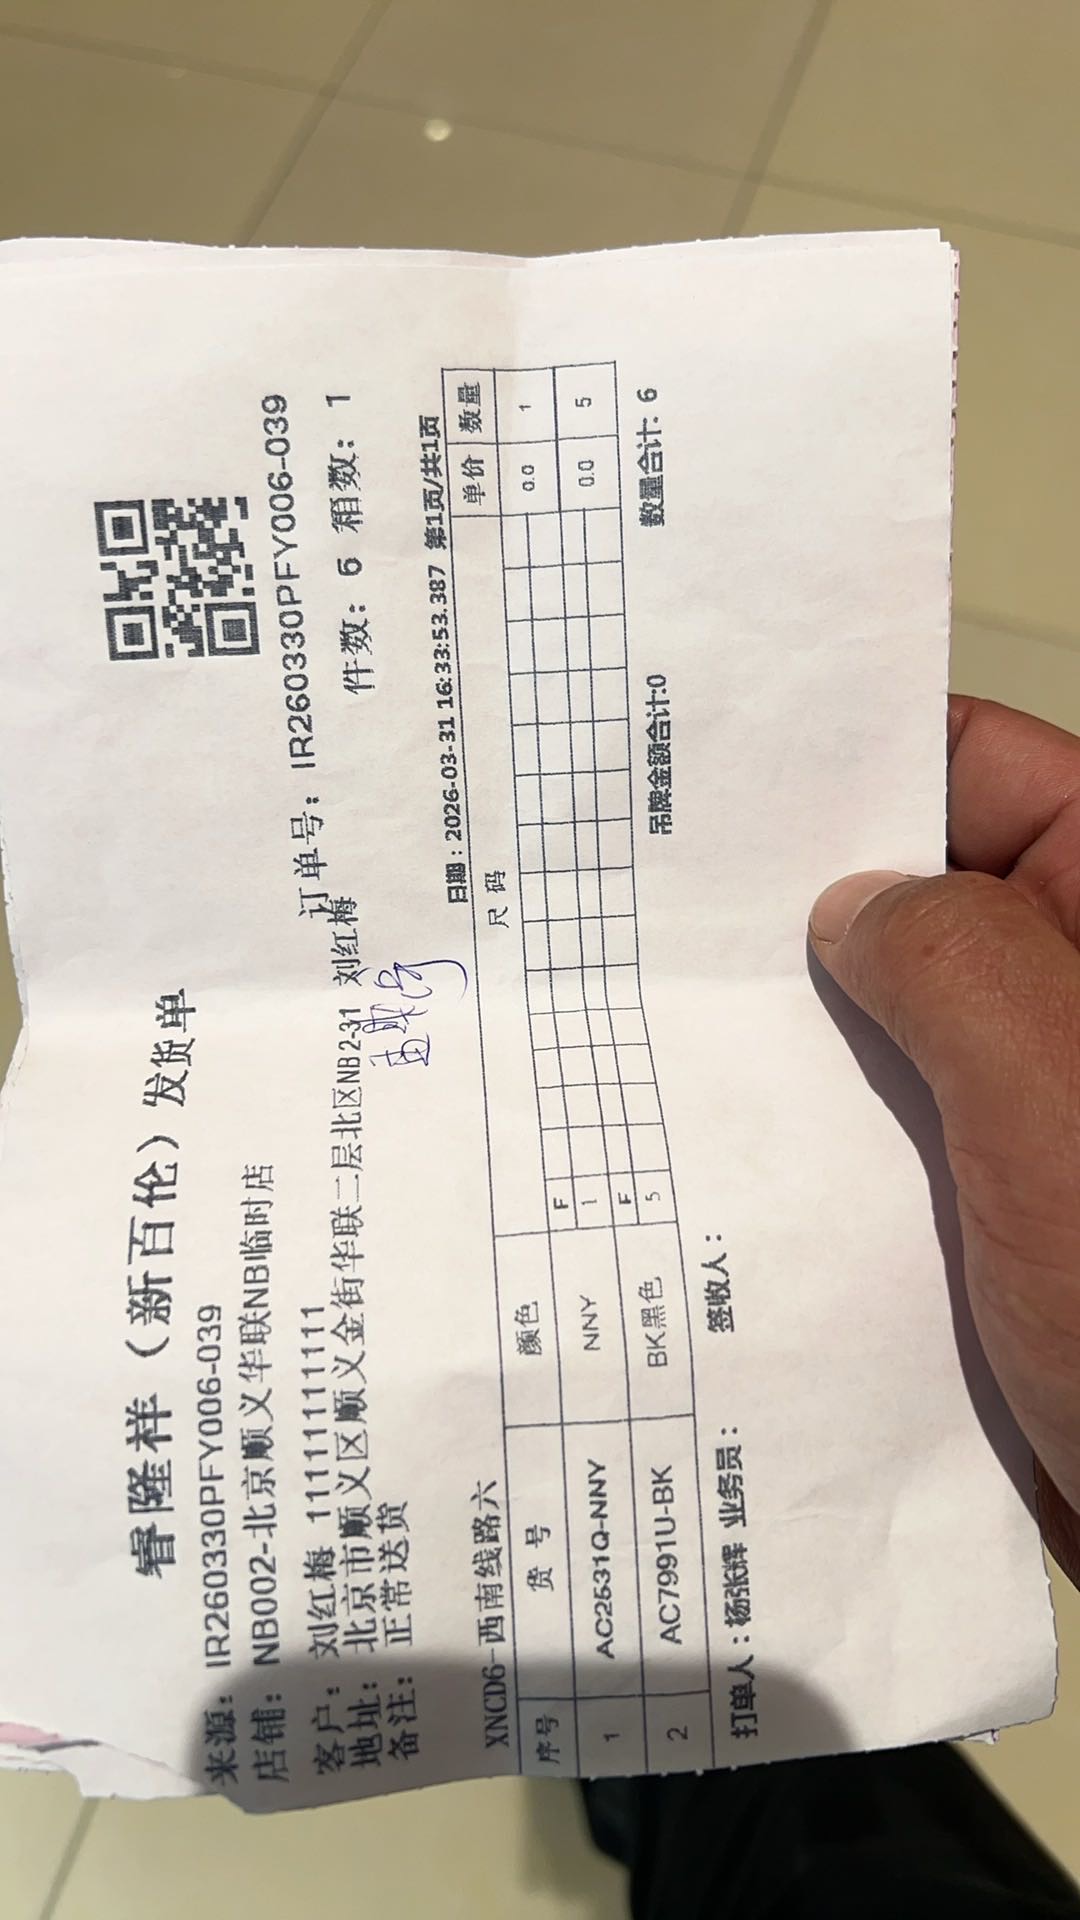 睿隆祥（新百伦）发货单
来源：IR260330PFY006-039
店铺：NB002-北京顺义华联NB临时店
订单号：IR260330PFY006-039
客户：刘红梅 11111111111
件数：6 箱数：1
地址：北京市顺义区顺义金街华联二层北区NB2-31 刘红梅
备注：正常送货
XNCD6-西南线路六 日期：2026-03-31 16:33:53.387 第1页/共1页
序号 货号 颜色 尺码 单价 数量
F
1 AC2531Q-NNY NNY 1 0.0 1
F
2 AC7991U-BK BK黑色 5 0.0 5
吊牌金额合计:0 数量合计: 6
打单人：杨张辉 业务员： 签收人：